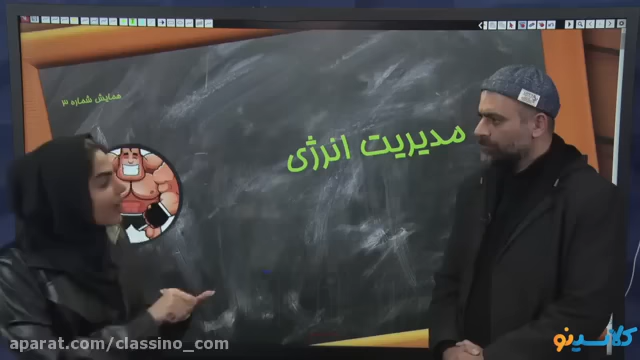 همایش شماره ۳
مدیریت انرژی
کلاسینو
aparat.com/classino_com